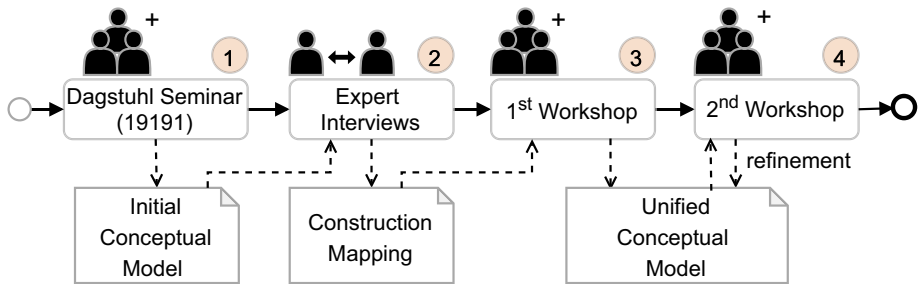 +
1
2
+
3
+
4
Dagstuhl Seminar
(19191)
Expert
Interviews
1st Workshop
2nd Workshop
refinement
Initial
Conceptual
Model
Construction
Mapping
Unified
Conceptual
Model